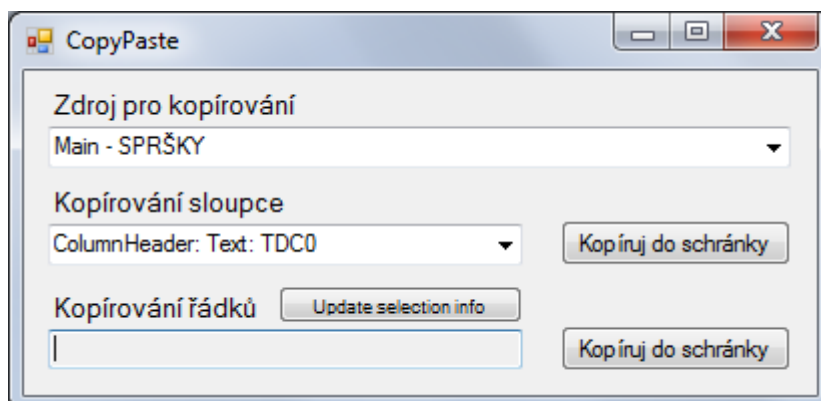 CopyPaste
Zdroj pro kopírování
Main - SPRŠKY
Kopírování sloupce
ColumnHeader: Text: TDC0
Kopíruj do schránky
Kopírování řádků
Update selection info
Kopíruj do schránky